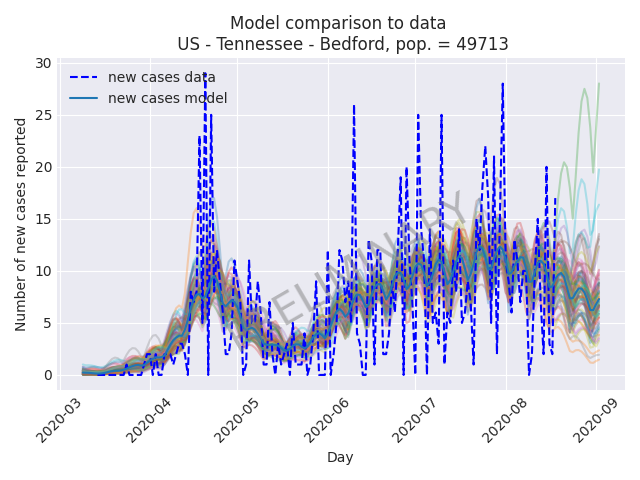 Model comparison to data
US - Tennessee - Bedford, pop. = 49713
new cases data
new cases model
Number of new cases reported
30
25
20
15
10
5
0
2020-03
2020-04
2020-05
2020-06
2020-07
2020-08
2020-09
Day